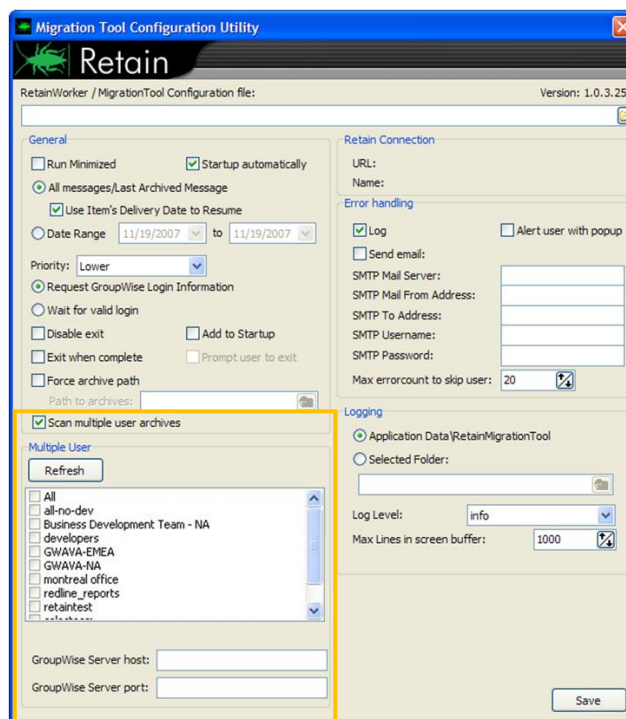 Migration Tool Configuration Utility
Retain
RetainWorker / MigrationTool Configuration file:
Version: 1.0.3.25
General
Run Minimized
Startup automatically
All messages/Last Archived Message
Use Item's Delivery Date to Resume
Date Range 11/19/2007 to 11/19/2007
Priority: Lower
Request GroupWise Login Information
Wait for valid login
Disable exit
Add to Startup
Exit when complete
Prompt user to exit
Force archive path
Path to archives:
Scan multiple user archives
Multiple User
Refresh
All
all-no-dev
Business Development Team - NA
developers
GWAVA-EMEA
GWAVA-NA
montreal office
redline_reports
retaintest
GroupWise Server host:
GroupWise Server port:
Retain Connection
URL:
Name:
Error handling
Log
Alert user with popup
Send email:
SMTP Mail Server:
SMTP Mail From Address:
SMTP To Address:
SMTP Username:
SMTP Password:
Max errorcount to skip user: 20
Logging
Application Data\RetainMigrationTool
Selected Folder:
Log Level: info
Max Lines in screen buffer: 1000
Save